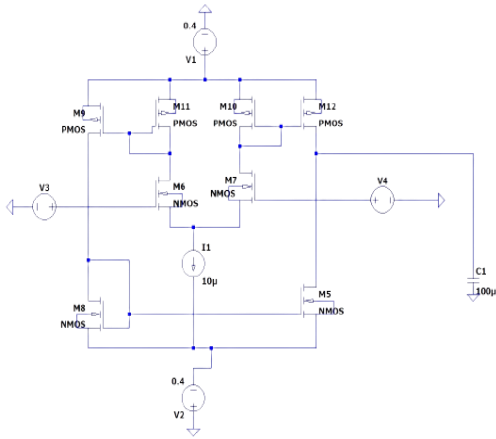 0.4
V1
M9
PMOS
M11
PMOS
M10
PMOS
M12
PMOS
V3
M6
NMOS
M7
NMOS
V4
I1
10µ
C1
100µ
M8
NMOS
M5
NMOS
0.4
V2